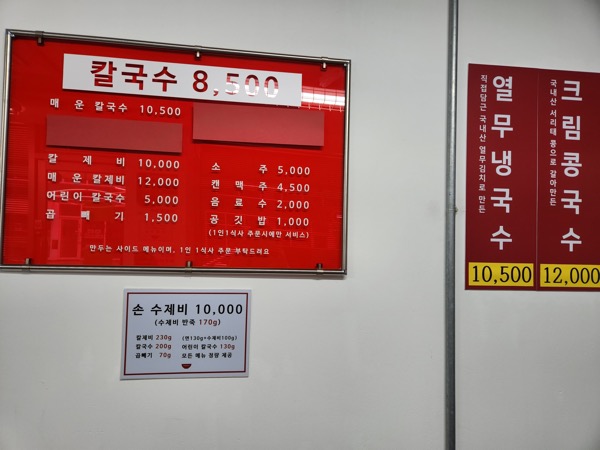 칼국수 8,500
매운 칼국수 10,500
칼제비 10,000
매운 칼제비 12,000
어린이 칼국수 5,000
곱빼기 1,500
소주 5,000
캔맥주 4,500
음료수 2,000
공깃밥 1,000
(1인1식사 주문시에만 서비스)
만두는 사이드 메뉴이며, 1인 1식사 주문 부탁드려요
손 수제비 10,000
(수제비 반죽 170g)
칼제비 230g (면130g+수제비100g)
칼국수 200g 어린이 칼국수 130g
곱빼기 70g 모든 메뉴 정량 제공
열무냉국수
직접담근 국내산 열무김치로 만든
10,500
크림콩국수
국내산 서리태 콩으로 갈아만든
12,000